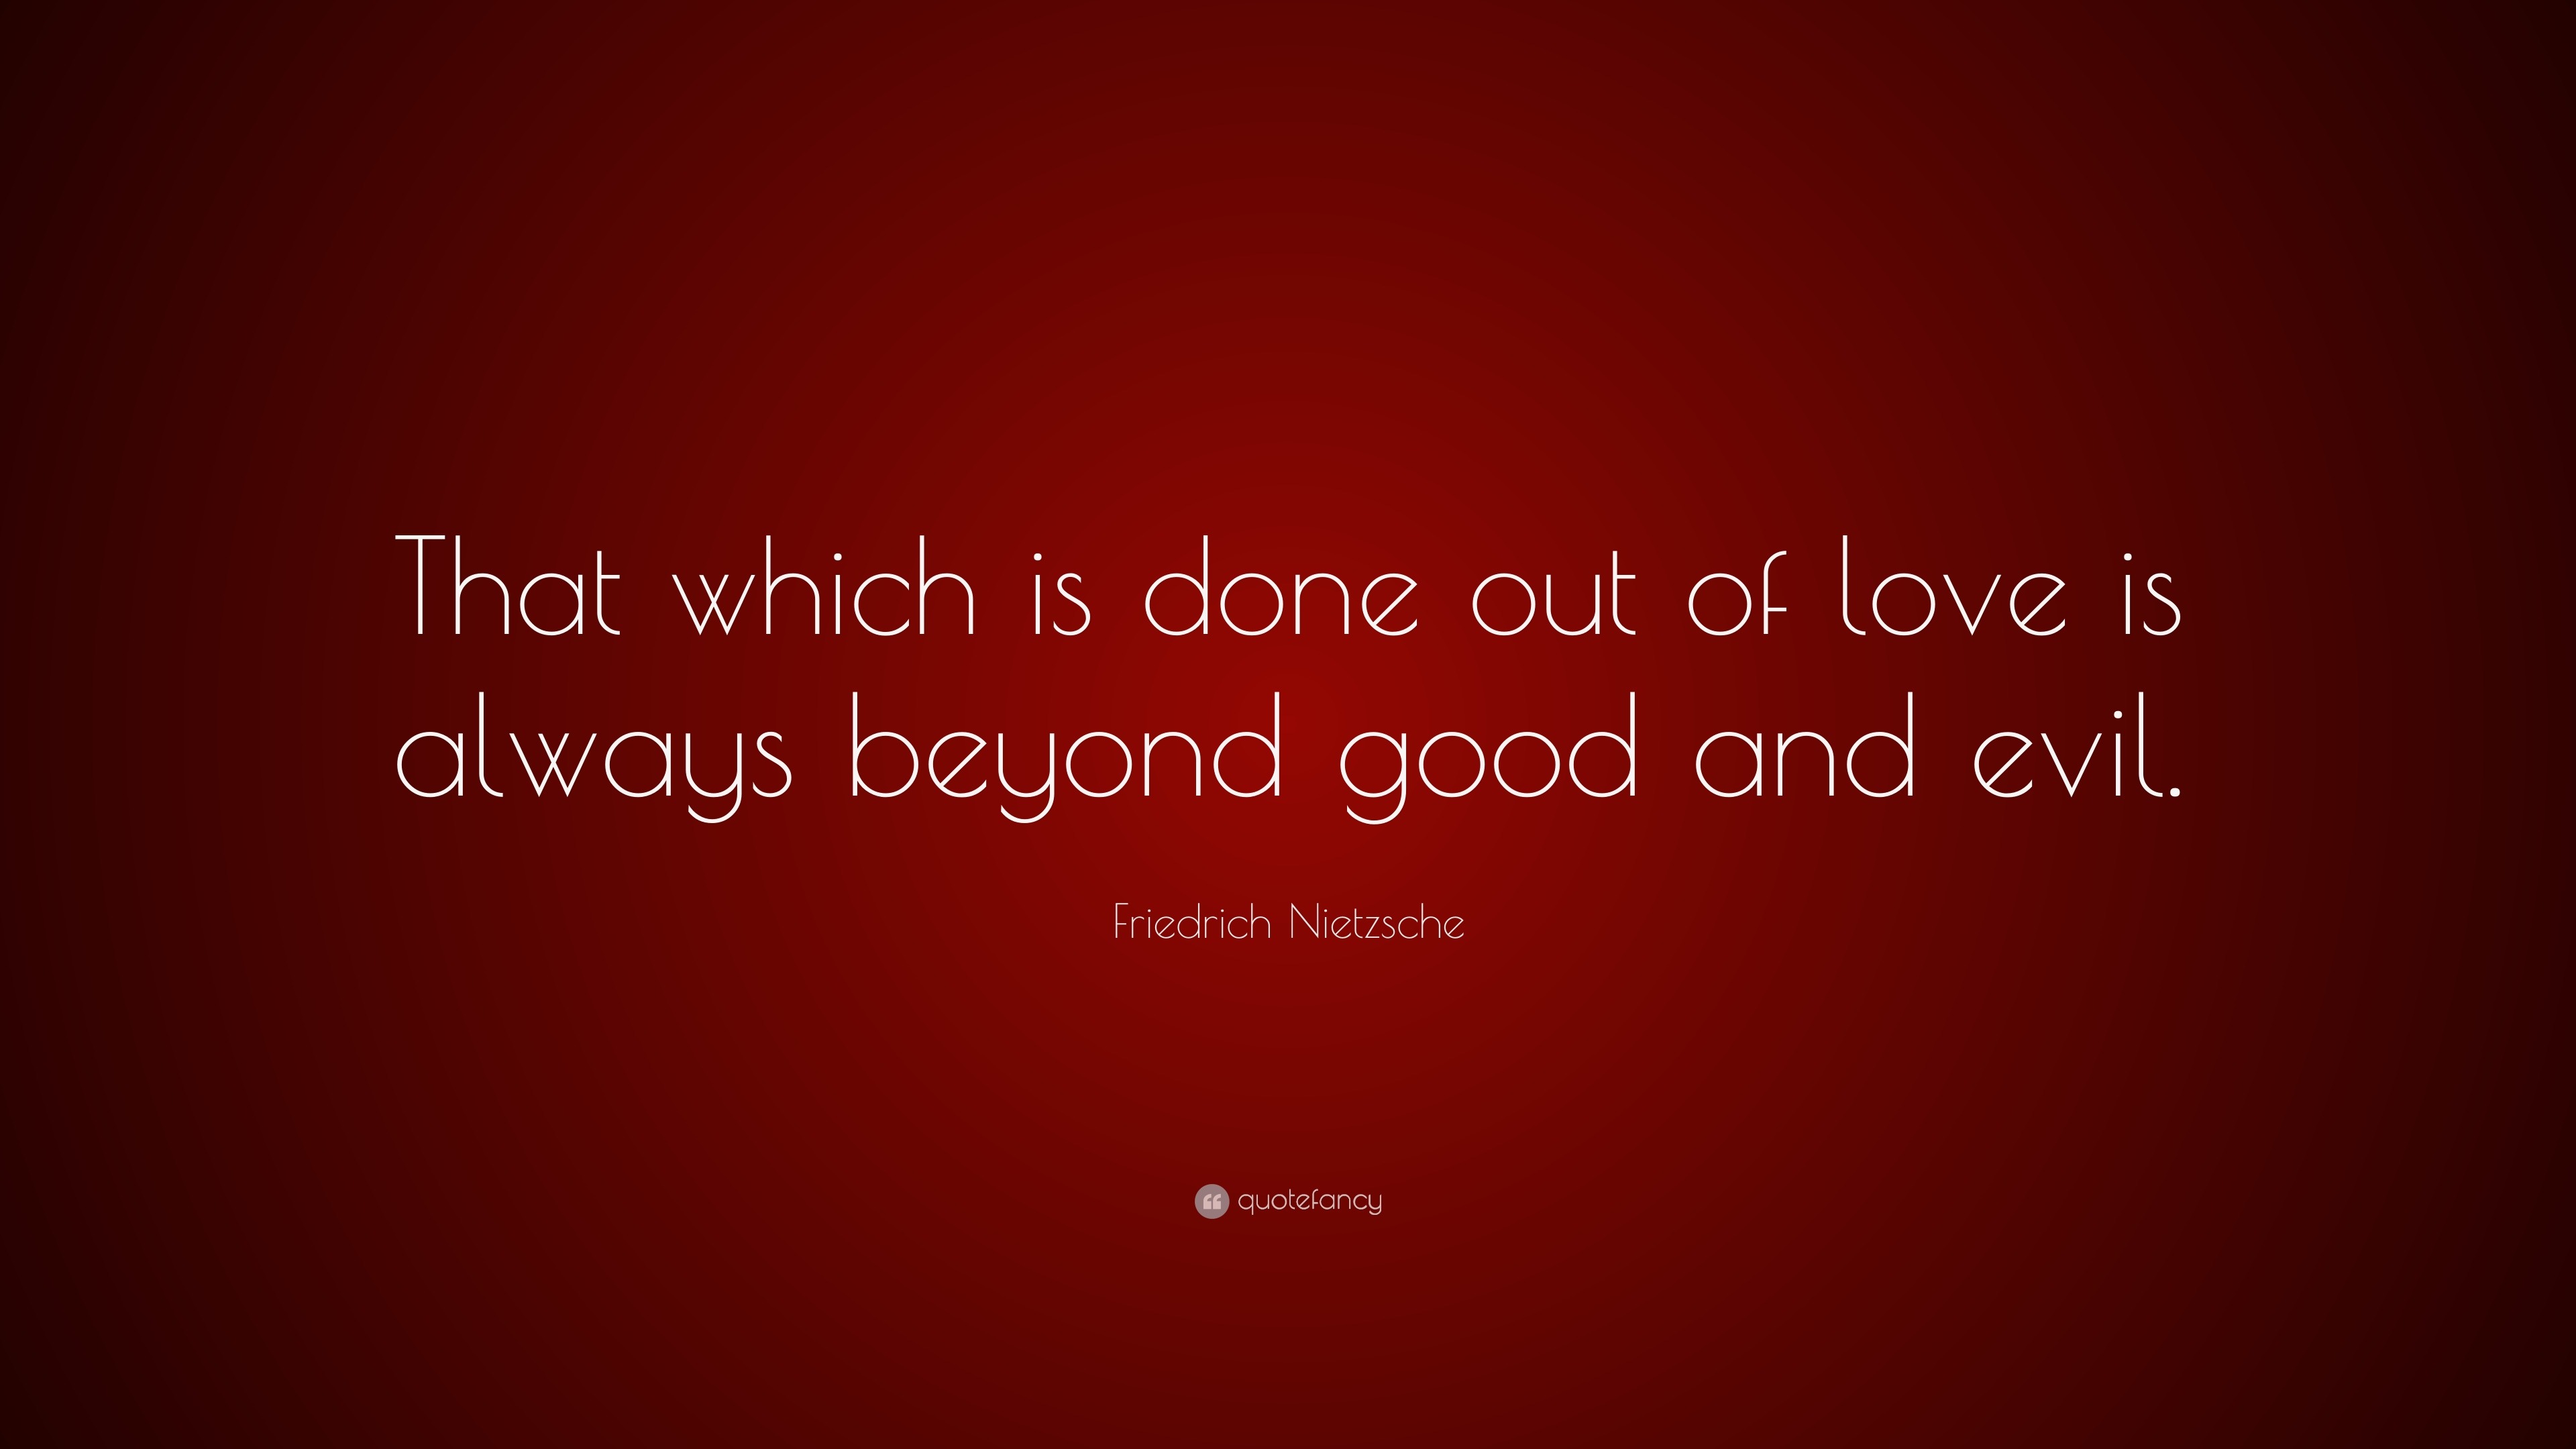 That which is done out of love is
always beyond good and evil.
Friedrich Nietzsche
quotefancy